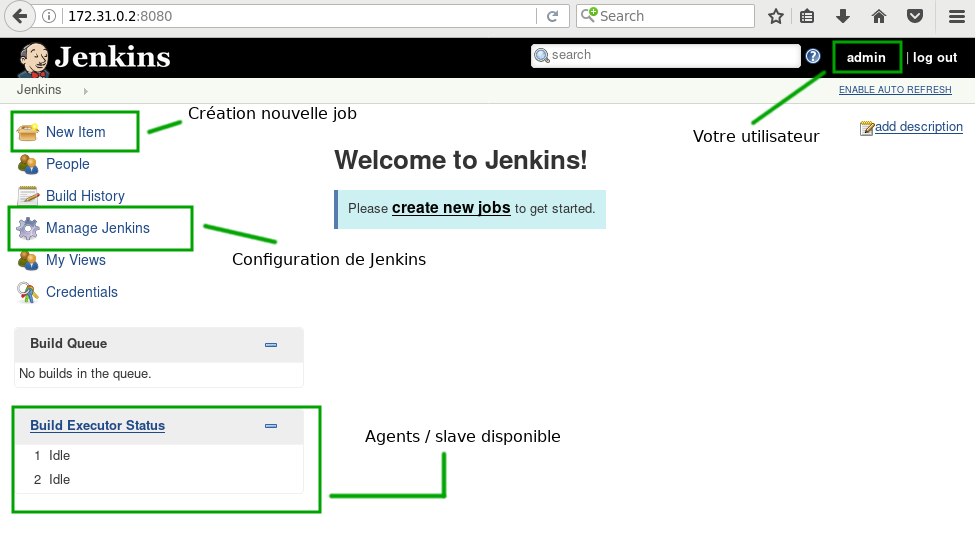 172.31.0.2:8080
Search
Jenkins
search
admin
| log out
Jenkins
ENABLE AUTO REFRESH
Création nouvelle job
Votre utilisateur
add description
New Item
People
Build History
Manage Jenkins
My Views
Credentials
Welcome to Jenkins!
Please create new jobs to get started.
Configuration de Jenkins
Build Queue
No builds in the queue.
Build Executor Status
1 Idle
2 Idle
Agents / slave disponible